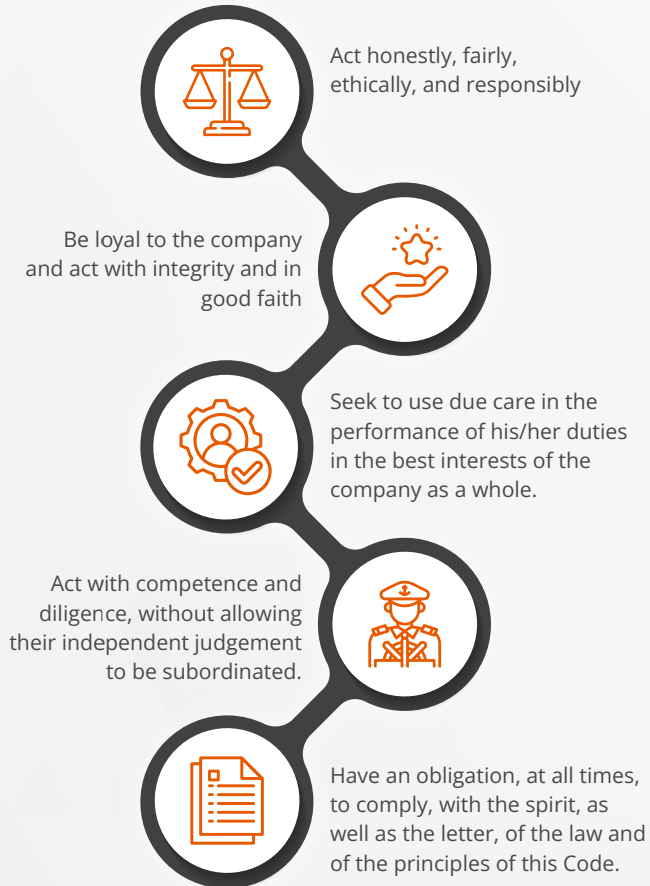 Act honestly, fairly,
ethically, and responsibly
Be loyal to the company
and act with integrity and in
good faith
Seek to use due care in the
performance of his/her duties
in the best interests of the
company as a whole.
Act with competence and
diligence, without allowing
their independent judgement
to be subordinated.
Have an obligation, at all times,
to comply, with the spirit, as
well as the letter, of the law and
of the principles of this Code.